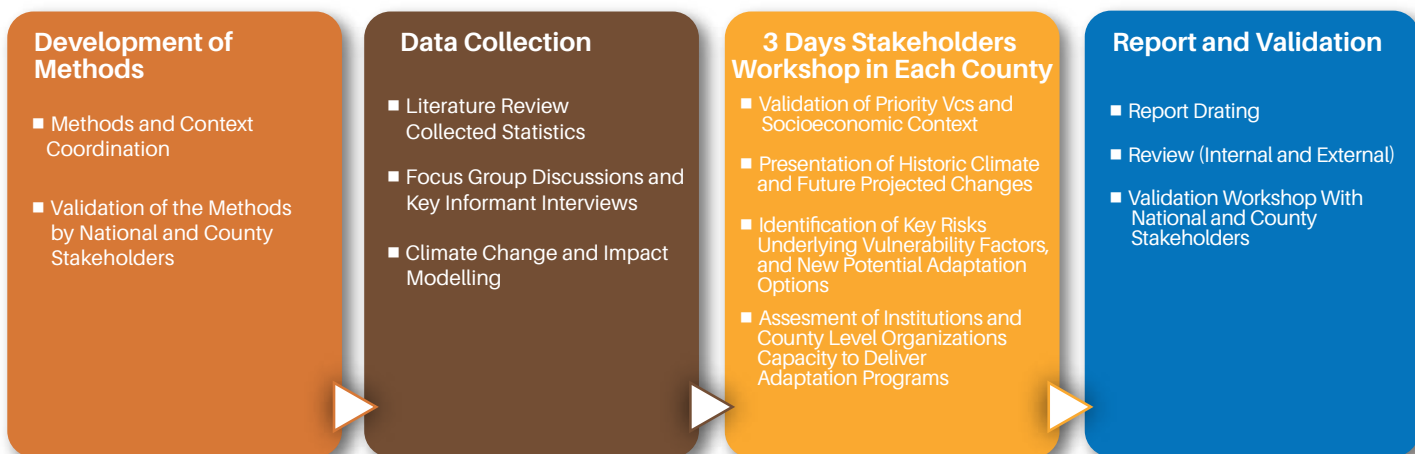 Development of
Methods
Methods and Context
Coordination
Validation of the Methods
by National and County
Stakeholders
Data Collection
Literature Review
Collected Statistics
Focus Group Discussions and
Key Informant Interviews
Climate Change and Impact
Modelling
3 Days Stakeholders
Workshop in Each County
Validation of Priority Vcs and
Socioeconomic Context
Presentation of Historic Climate
and Future Projected Changes
Identification of Key Risks
Underlying Vulnerability Factors,
and New Potential Adaptation
Options
Assesment of Institutions and
County Level Organizations
Capacity to Deliver
Adaptation Programs
Report and Validation
Report Drating
Review (Internal and External)
Validation Workshop With
National and County
Stakeholders